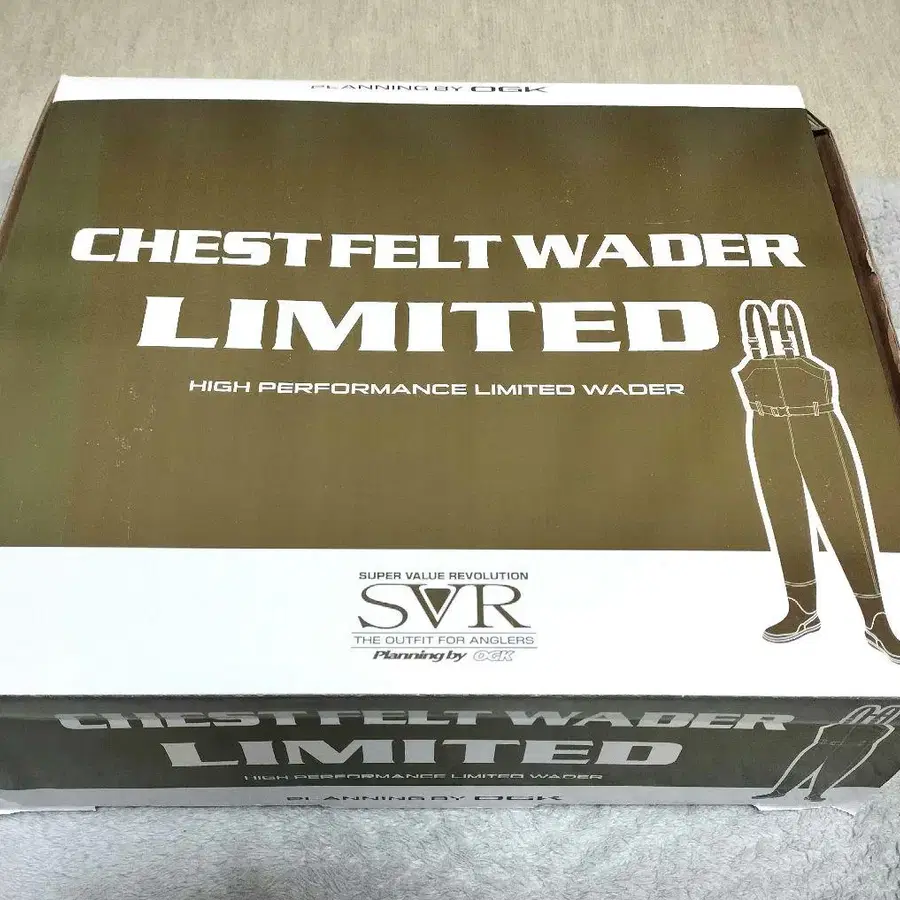 PLANNING BY OGK
CHEST FELT WADER
LIMITED
HIGH PERFORMANCE LIMITED WADER
SUPER VALUE REVOLUTION
SVR
THE OUTFIT FOR ANGLERS
Planning by OGK
CHEST FELT WADER
LIMITED
HIGH PERFORMANCE LIMITED WADER
PLANNING BY OGK